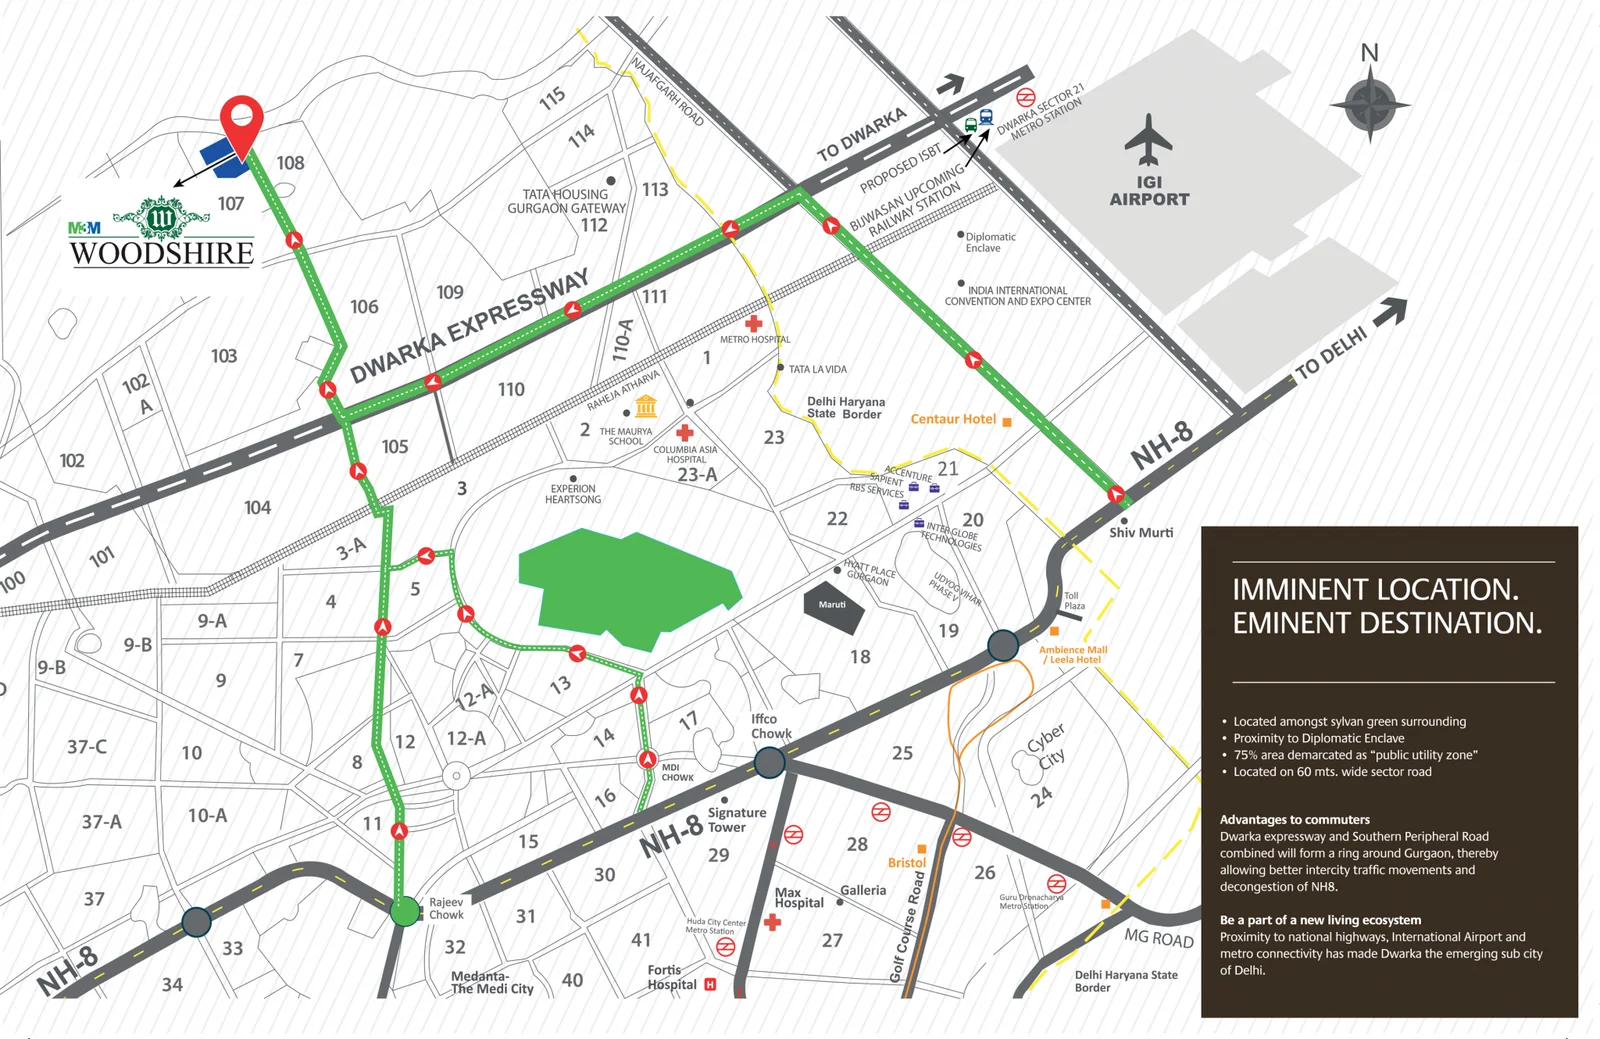 N
NAJAFGARH ROAD
115
114
TO DWARKA
DWARKA SECTOR 21
METRO STATION
PROPOSED ISBT
BIJWASAN UPCOMING
RAILWAY STATION
IGI
AIRPORT
108
107
M3M
WOODSHIRE
TATA HOUSING
GURGAON GATEWAY
112
113
Diplomatic
Enclave
INDIA INTERNATIONAL
CONVENTION AND EXPO CENTER
106
109
DWARKA EXPRESSWAY
111
110-A
METRO HOSPITAL
1
TO DELHI
103
102
A
110
RAHEJA ATHARVA
TATA LA VIDA
Delhi Haryana
State Border
Centaur Hotel
2
THE MAURYA
SCHOOL
COLUMBIA ASIA
HOSPITAL
23
23-A
NH-8
102
105
104
3
EXPERION
HEARTSONG
21
ACCENTURE
SAPIENT
RBS SERVICES
22
20
INTER GLOBE
TECHNOLOGIES
Shiv Murti
101
100
3-A
5
4
HYATT PLACE
GURGAON
UDYOG VIHAR
PHASE V
Maruti
Toll
Plaza
19
18
Ambience Mall
/ Leela Hotel
9-A
9-B
9-B
7
9
12-A
13
17
14
Iffco
Chowk
MDI
CHOWK
16
25
Cyber
City
24
37-C
10
8
12
12-A
37-A
10-A
11
15
NH-8
Signature
Tower
29
28
Bristol
26
30
37
Rajeev
Chowk
31
Max
Hospital
Galleria
Guru Dronacharya
Metro Station
Huda City Center
Metro Station
27
Golf Course Road
MG ROAD
33
32
41
NH-8
34
Medanta-
The Medi City
40
Fortis
Hospital
H
Delhi Haryana State
Border
IMMINENT LOCATION.
EMINENT DESTINATION.
• Located amongst sylvan green surrounding
• Proximity to Diplomatic Enclave
• 75% area demarcated as “public utility zone”
• Located on 60 mts. wide sector road
Advantages to commuters
Dwarka expressway and Southern Peripheral Road
combined will form a ring around Gurgaon, thereby
allowing better intercity traffic movements and
decongestion of NH8.
Be a part of a new living ecosystem
Proximity to national highways, International Airport and
metro connectivity has made Dwarka the emerging sub city
of Delhi.